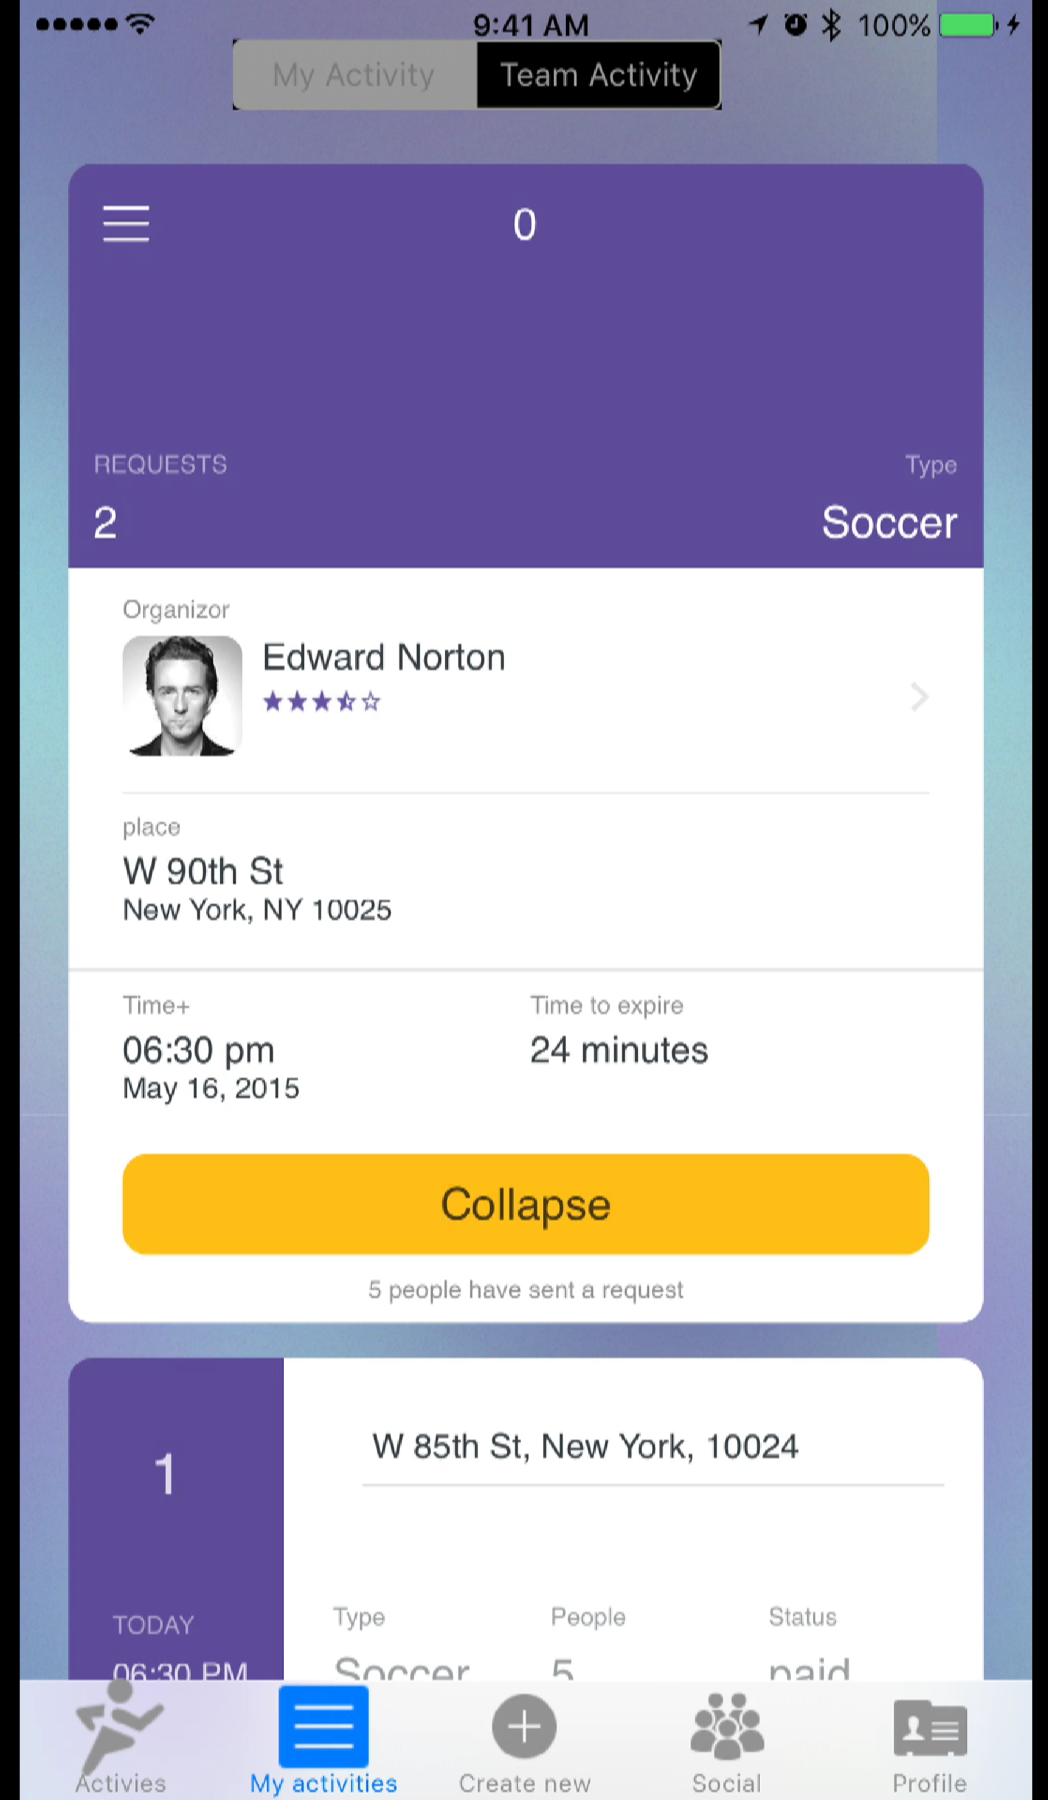 9:41 AM
100%
My Activity
Team Activity
0
REQUESTS
Type
2
Soccer
Organizor
Edward Norton
place
W 90th St
New York, NY 10025
Time+
Time to expire
06:30 pm
24 minutes
May 16, 2015
Collapse
5 people have sent a request
1
W 85th St, New York, 10024
TODAY
Type
People
Status
06:30 PM
Soccer
5
paid
Activies
My activities
Create new
Social
Profile